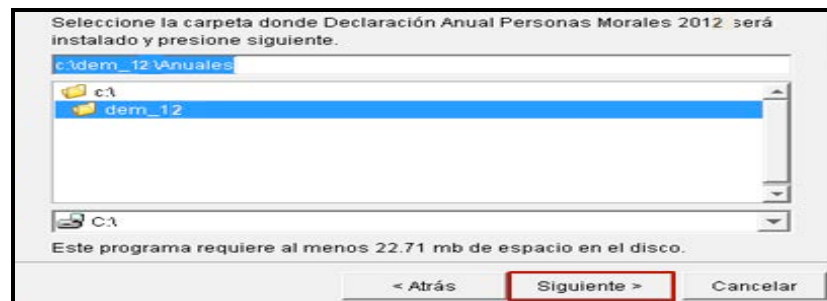 Seleccione la carpeta donde Declaración Anual Personas Morales 2012 será
instalado y presione siguiente.
c:\dem_12\Anuales
c:\
dem_12
C:\
Este programa requiere al menos 22.71 mb de espacio en el disco.
< Atrás Siguiente > Cancelar